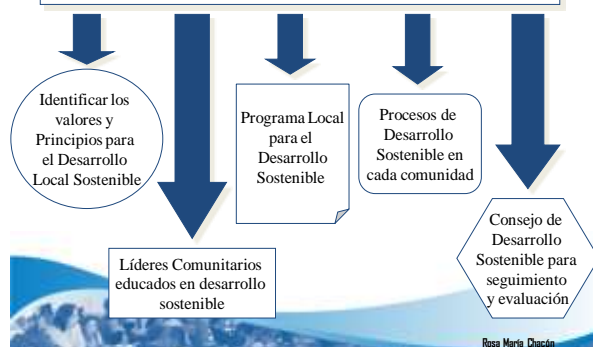 Identificar los
valores y
Principios para
el Desarrollo
Local Sostenible
Líderes Comunitarios
educados en desarrollo
sostenible
Programa Local
para el
Desarrollo
Sostenible
Procesos de
Desarrollo
Sostenible en
cada comunidad
Consejo de
Desarrollo
Sostenible para
seguimiento
y evaluación
Rosa María Chacón